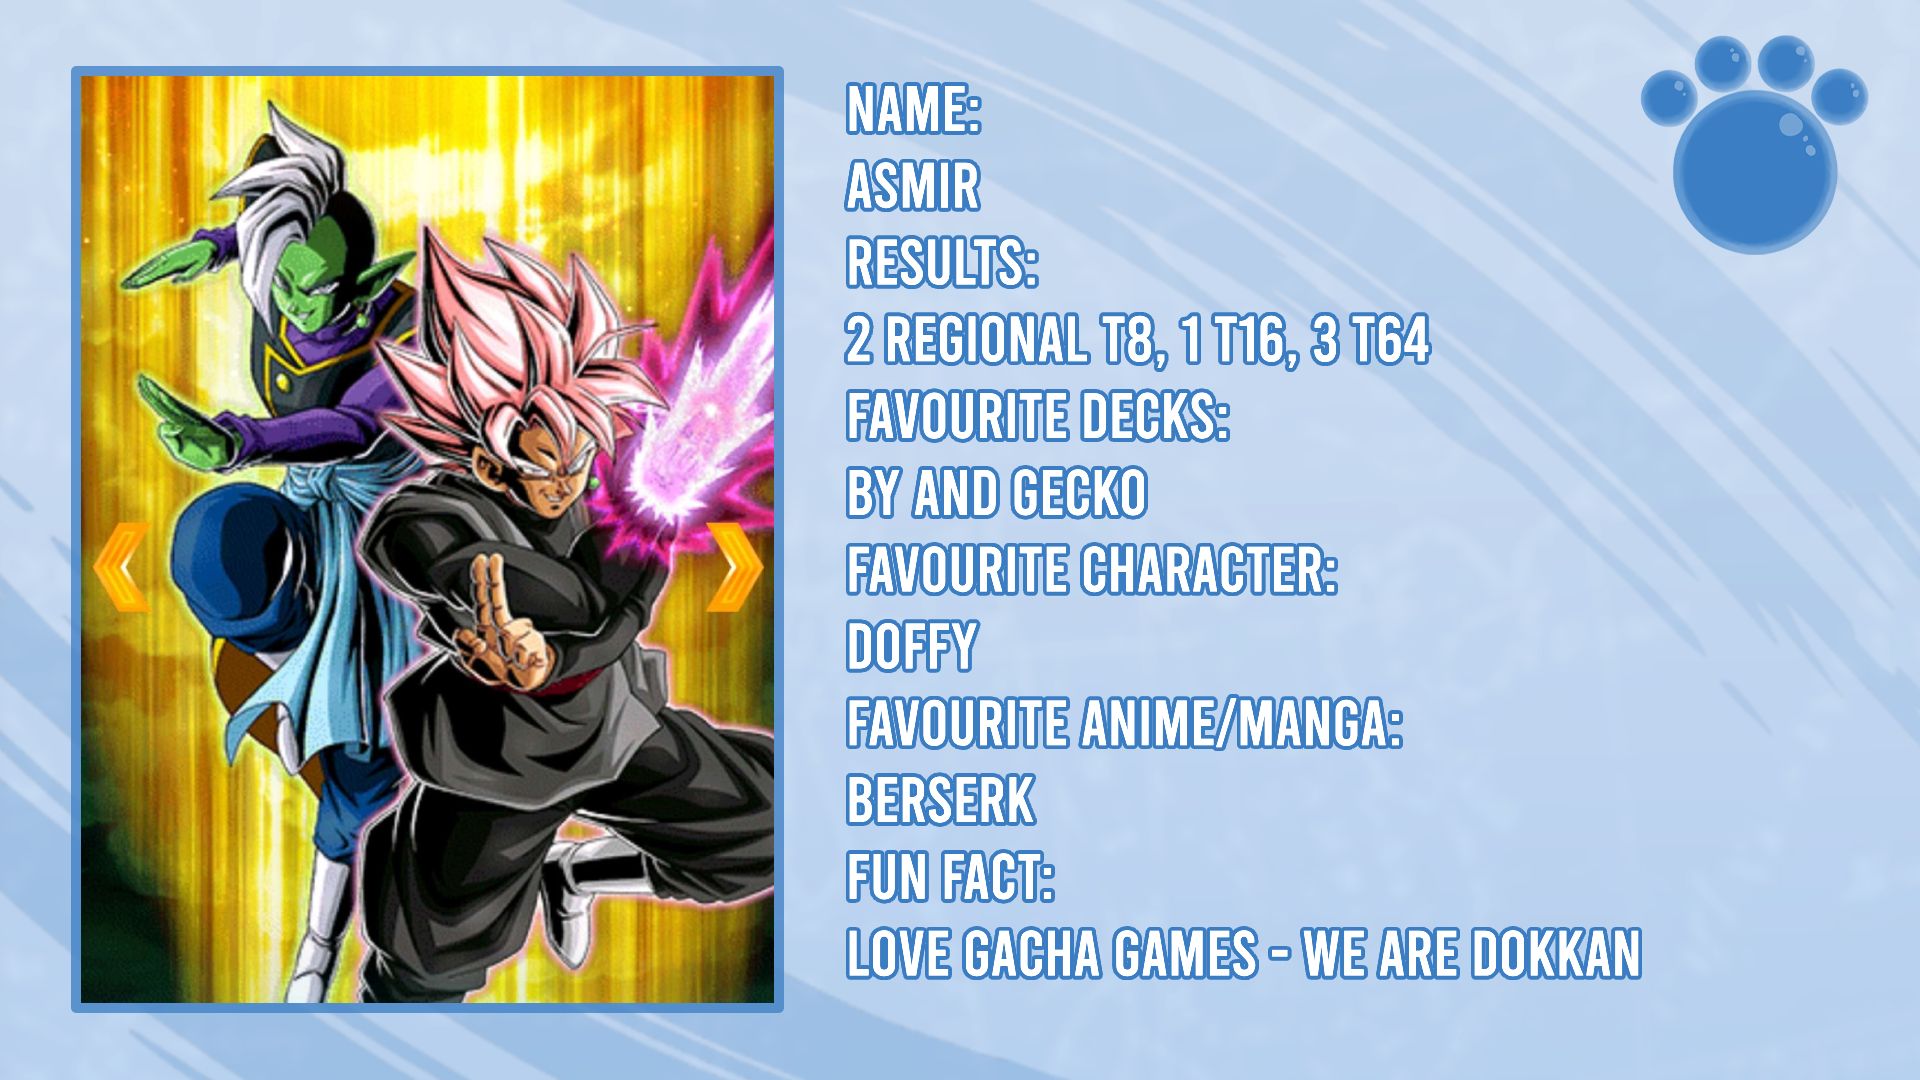 NAME:
ASMIR
RESULTS:
2 REGIONAL T8, 1 T16, 3 T64
FAVOURITE DECKS:
BY AND GECKO
FAVOURITE CHARACTER:
DOFFY
FAVOURITE ANIME/MANGA:
BERSERK
FUN FACT:
LOVE GACHA GAMES - WE ARE DOKKAN